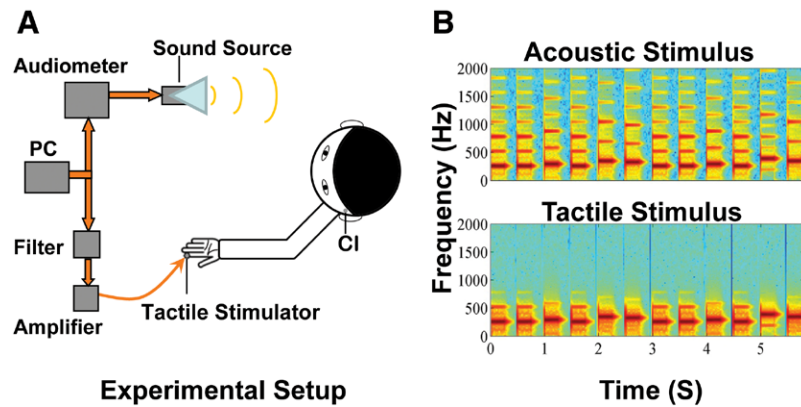 A
Sound Source
Audiometer
PC
Filter
Amplifier
CI
Tactile Stimulator
Experimental Setup
B
Acoustic Stimulus
2000
1500
1000
500
0
Tactile Stimulus
2000
1500
1000
500
0
Frequency (Hz)
0 1 2 3 4 5
Time (S)